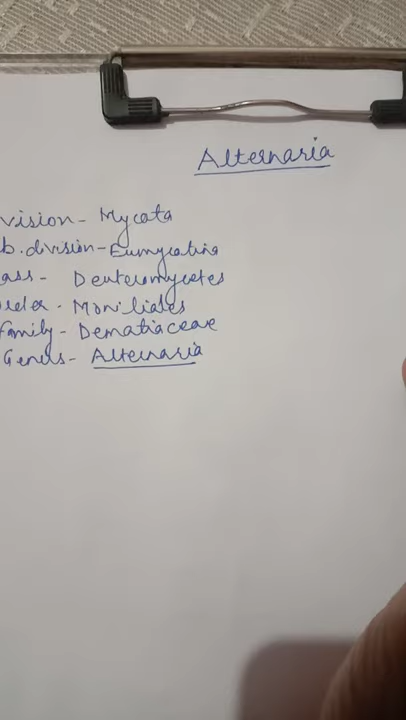 Alternaria
vision - Mycota
b. division - Eumycotina
ass - Deuteromycetes
rder - Moniliales
Family - Dematiaceae
Genus - Alternaria